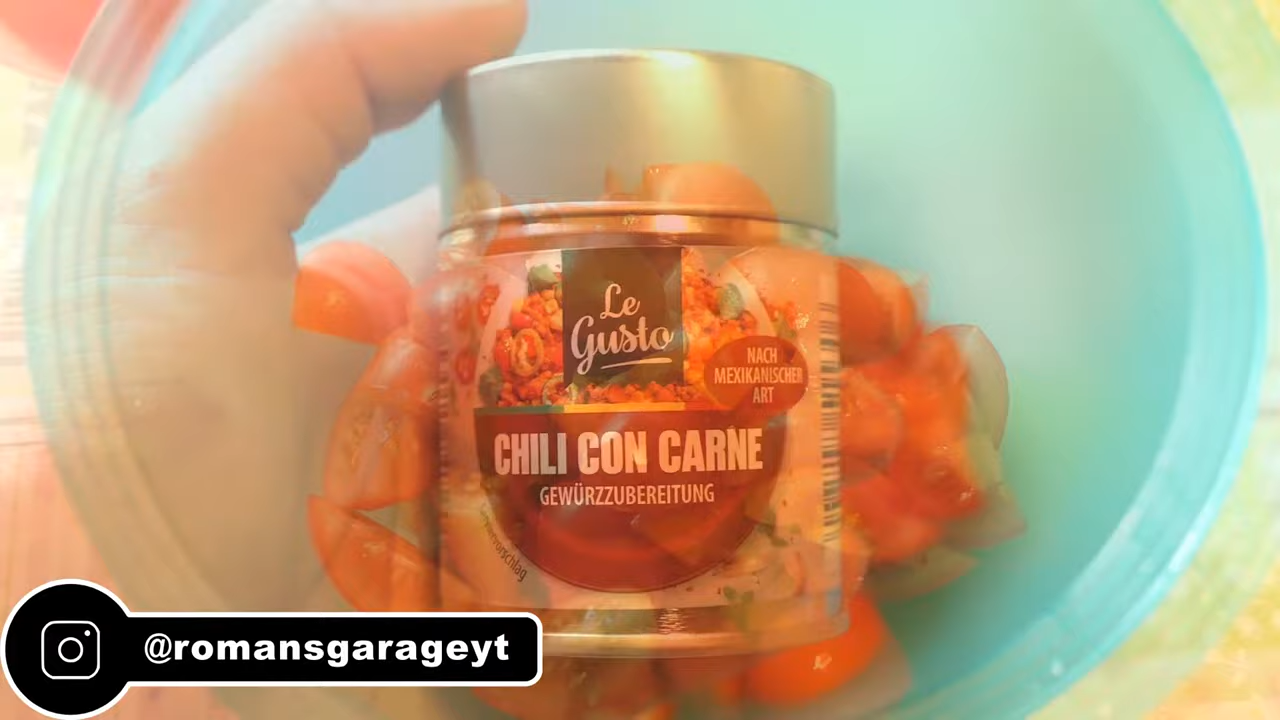 Le
Gusto
NACH
MEXIKANISCHER
ART
CHILI CON CARNE
GEWÜRZZUBEREITUNG
@romansgarageyt